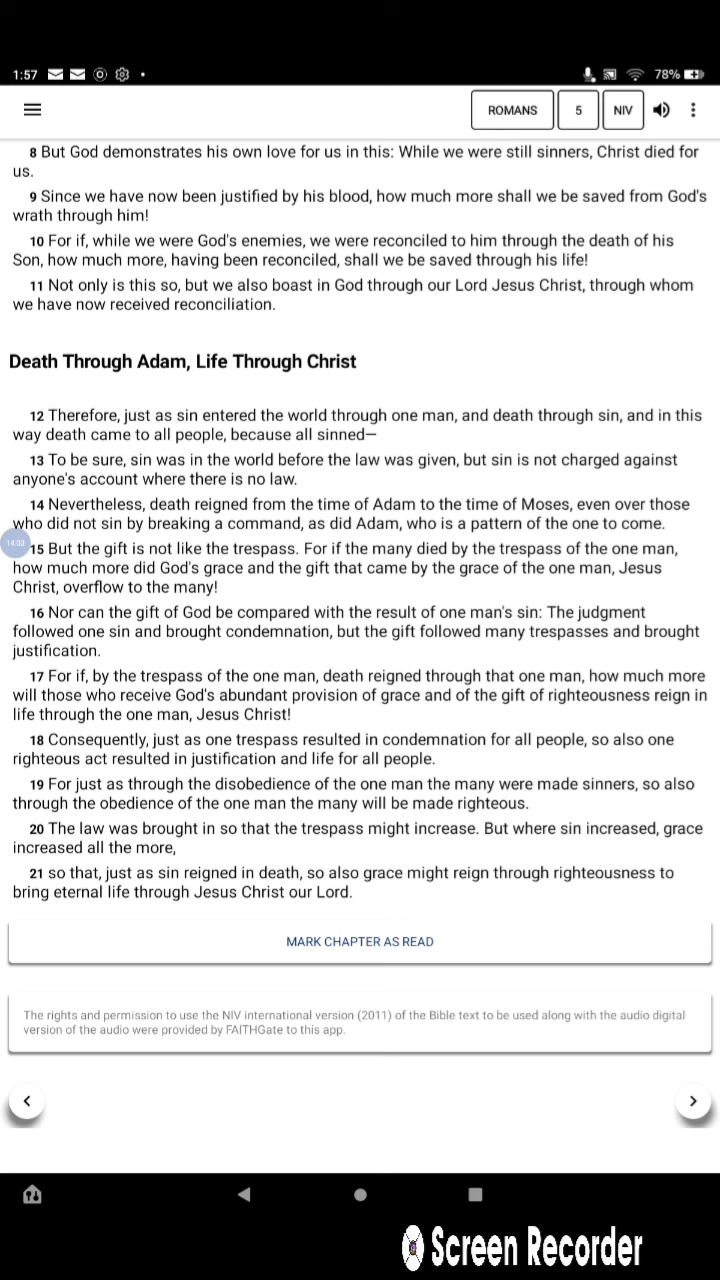 1:57
78%
ROMANS 5 NIV
8 But God demonstrates his own love for us in this: While we were still sinners, Christ died for
us.
9 Since we have now been justified by his blood, how much more shall we be saved from God's
wrath through him!
10 For if, while we were God's enemies, we were reconciled to him through the death of his
Son, how much more, having been reconciled, shall we be saved through his life!
11 Not only is this so, but we also boast in God through our Lord Jesus Christ, through whom
we have now received reconciliation.
Death Through Adam, Life Through Christ
12 Therefore, just as sin entered the world through one man, and death through sin, and in this
way death came to all people, because all sinned—
13 To be sure, sin was in the world before the law was given, but sin is not charged against
anyone's account where there is no law.
14 Nevertheless, death reigned from the time of Adam to the time of Moses, even over those
who did not sin by breaking a command, as did Adam, who is a pattern of the one to come.
15 But the gift is not like the trespass. For if the many died by the trespass of the one man,
how much more did God's grace and the gift that came by the grace of the one man, Jesus
Christ, overflow to the many!
16 Nor can the gift of God be compared with the result of one man's sin: The judgment
followed one sin and brought condemnation, but the gift followed many trespasses and brought
justification.
17 For if, by the trespass of the one man, death reigned through that one man, how much more
will those who receive God's abundant provision of grace and of the gift of righteousness reign in
life through the one man, Jesus Christ!
18 Consequently, just as one trespass resulted in condemnation for all people, so also one
righteous act resulted in justification and life for all people.
19 For just as through the disobedience of the one man the many were made sinners, so also
through the obedience of the one man the many will be made righteous.
20 The law was brought in so that the trespass might increase. But where sin increased, grace
increased all the more,
21 so that, just as sin reigned in death, so also grace might reign through righteousness to
bring eternal life through Jesus Christ our Lord.
MARK CHAPTER AS READ
The rights and permission to use the NIV international version (2011) of the Bible text to be used along with the audio digital
version of the audio were provided by FAITHGate to this app.
Screen Recorder